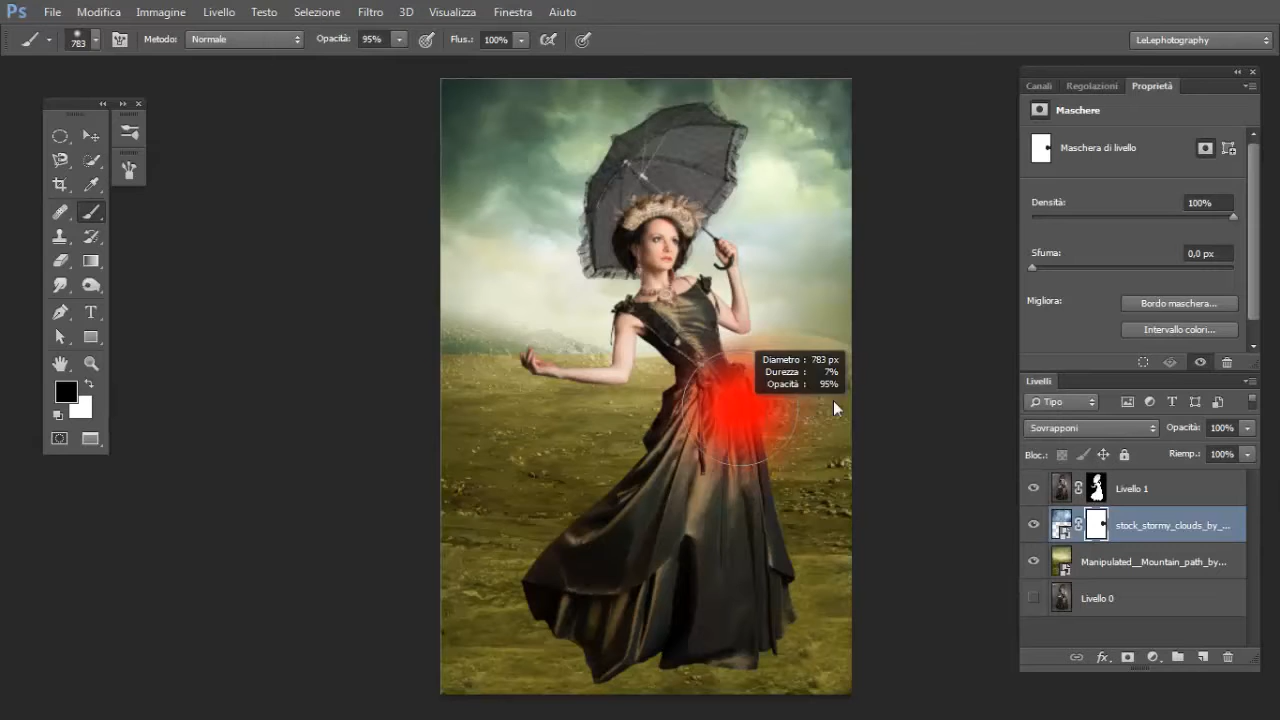 Ps File Modifica Immagine Livello Testo Selezione Filtro 3D Visualizza Finestra Aiuto
783 Metodo: Normale Opacità: 95% Flus.: 100% LeLephotography
Canali Regolazioni Proprietà
Maschere
Maschera di livello
Densità: 100%
Sfuma: 0,0 px
Migliora: Bordo maschera...
Intervallo colori...
Diametro : 783 px
Durezza : 7%
Opacità : 95%
Livelli
Tipo
Sovrapponi Opacità: 100%
Bloc.: Riemp.: 100%
Livello 1
stock_stormy_clouds_by_...
Manipulated__Mountain_path_by...
Livello 0